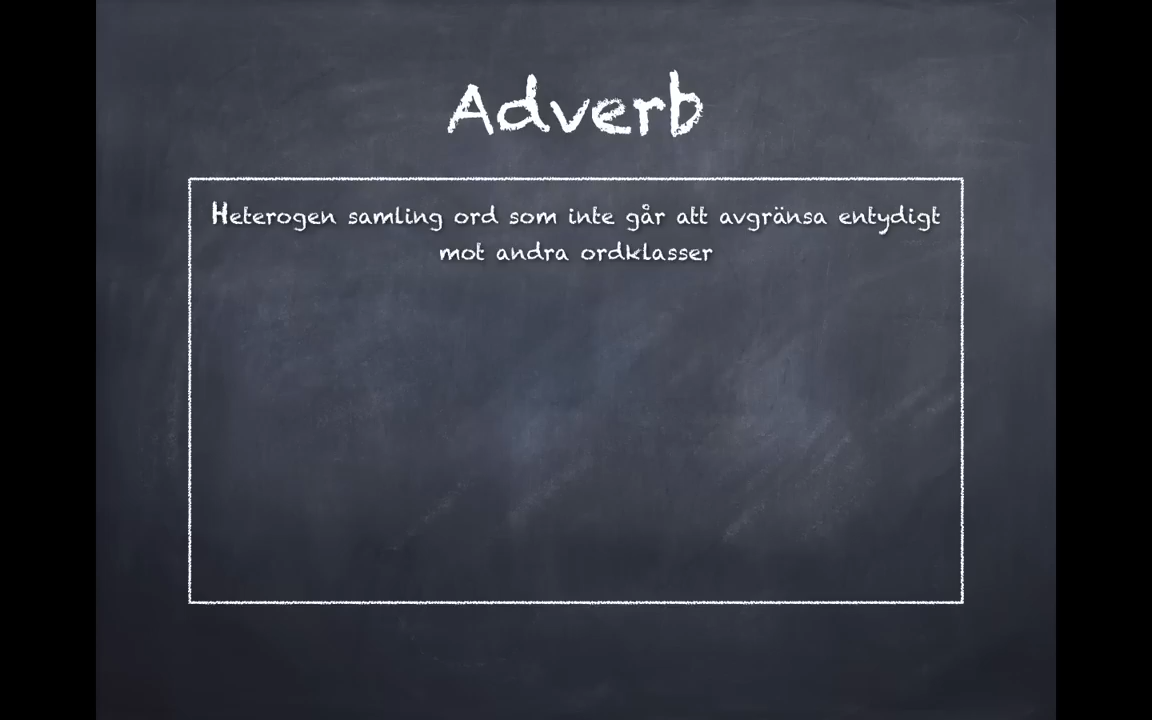 Adverb
Heterogen samling ord som inte går att avgränsa entydigt
mot andra ordklasser